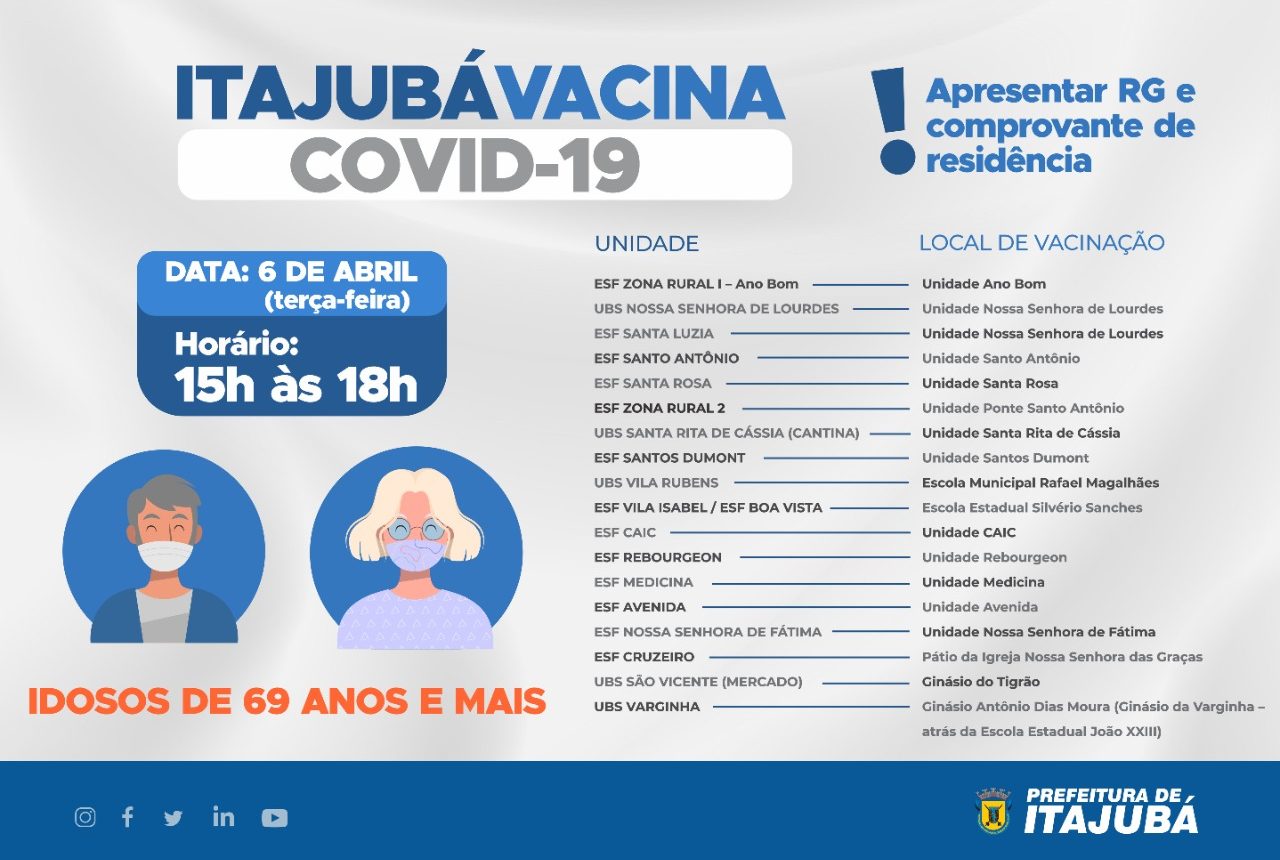 ITAJUBÁVACINA
COVID-19
Apresentar RG e
comprovante de
residência
DATA: 6 DE ABRIL
(terça-feira)
Horário:
15h às 18h
IDOSOS DE 69 ANOS E MAIS
UNIDADE LOCAL DE VACINAÇÃO
ESF ZONA RURAL I – Ano Bom Unidade Ano Bom
UBS NOSSA SENHORA DE LOURDES Unidade Nossa Senhora de Lourdes
ESF SANTA LUZIA Unidade Nossa Senhora de Lourdes
ESF SANTO ANTÔNIO Unidade Santo Antônio
ESF SANTA ROSA Unidade Santa Rosa
ESF ZONA RURAL 2 Unidade Ponte Santo Antônio
UBS SANTA RITA DE CÁSSIA (CANTINA) Unidade Santa Rita de Cássia
ESF SANTOS DUMONT Unidade Santos Dumont
UBS VILA RUBENS Escola Municipal Rafael Magalhães
ESF VILA ISABEL / ESF BOA VISTA Escola Estadual Silvério Sanches
ESF CAIC Unidade CAIC
ESF REBOURGEON Unidade Rebourgeon
ESF MEDICINA Unidade Medicina
ESF AVENIDA Unidade Avenida
ESF NOSSA SENHORA DE FÁTIMA Unidade Nossa Senhora de Fátima
ESF CRUZEIRO Pátio da Igreja Nossa Senhora das Graças
UBS SÃO VICENTE (MERCADO) Ginásio do Tigrão
UBS VARGINHA Ginásio Antônio Dias Moura (Ginásio da Varginha –
atrás da Escola Estadual João XXIII)
PREFEITURA DE
ITAJUBÁ